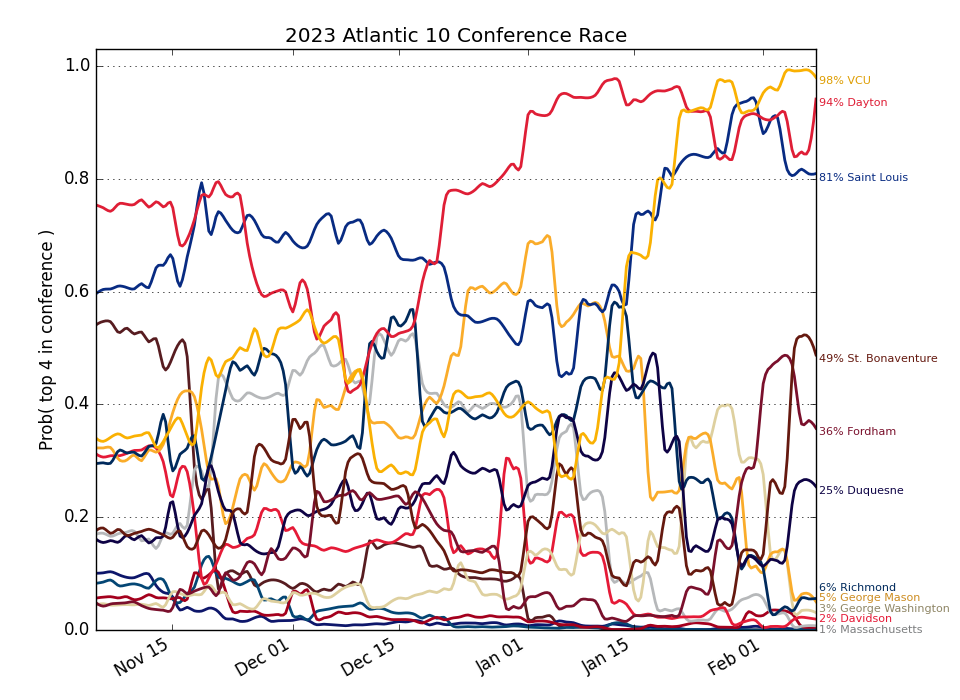 2023 Atlantic 10 Conference Race
Prob( top 4 in conference )
1.0
0.8
0.6
0.4
0.2
0.0
Nov 15
Dec 01
Dec 15
Jan 01
Jan 15
Feb 01
98% VCU
94% Dayton
81% Saint Louis
49% St. Bonaventure
36% Fordham
25% Duquesne
6% Richmond
5% George Mason
3% George Washington
2% Davidson
1% Massachusetts